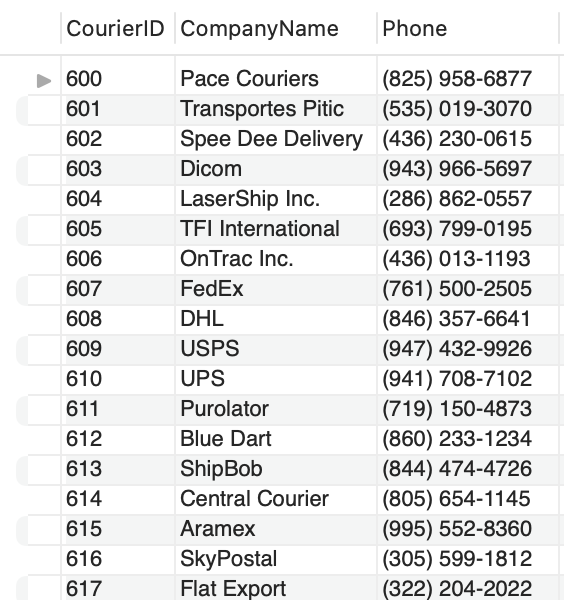 CourierID CompanyName Phone
600 Pace Couriers (825) 958-6877
601 Transportes Pitic (535) 019-3070
602 Spee Dee Delivery (436) 230-0615
603 Dicom (943) 966-5697
604 LaserShip Inc. (286) 862-0557
605 TFI International (693) 799-0195
606 OnTrac Inc. (436) 013-1193
607 FedEx (761) 500-2505
608 DHL (846) 357-6641
609 USPS (947) 432-9926
610 UPS (941) 708-7102
611 Purolator (719) 150-4873
612 Blue Dart (860) 233-1234
613 ShipBob (844) 474-4726
614 Central Courier (805) 654-1145
615 Aramex (995) 552-8360
616 SkyPostal (305) 599-1812
617 Flat Export (322) 204-2022